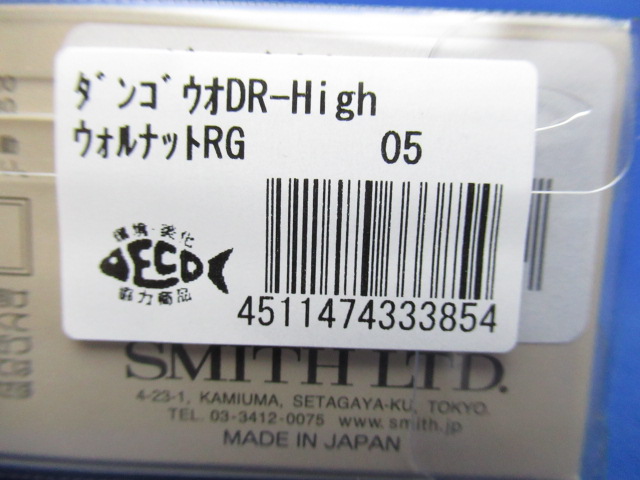 ﾀﾞﾝｺﾞｳｵDR-High
ｳｫﾙﾅｯﾄRG 05
環境・美化
ECO
協力商品
4511474333854
SMITH LTD.
4-23-1, KAMIUMA, SETAGAYA-KU, TOKYO.
TEL. 03-3412-0075 www.smith.jp
MADE IN JAPAN